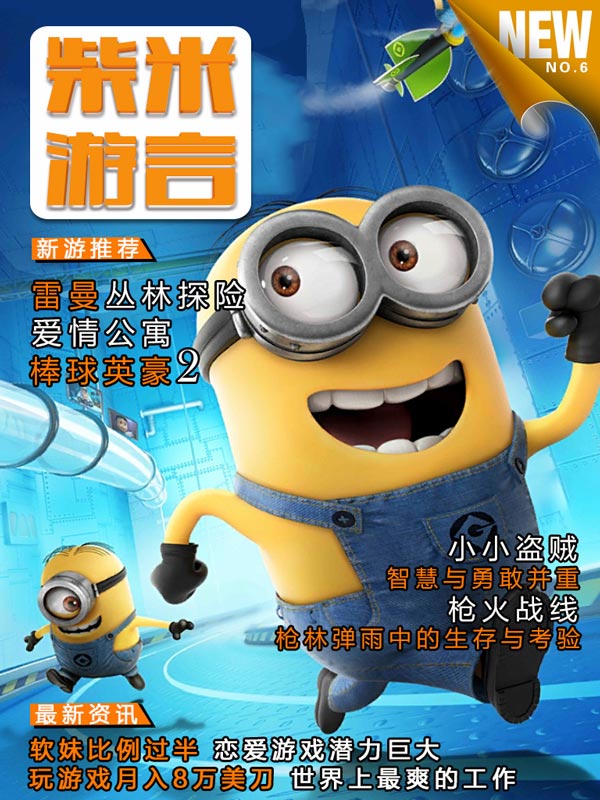 NEW
NO.6
柴米
游言
新游推荐
雷曼丛林探险
爱情公寓
棒球英豪2
小小盗贼
智慧与勇敢并重
枪火战线
枪林弹雨中的生存与考验
最新资讯
软妹比例过半 恋爱游戏潜力巨大
玩游戏月入8万美刀 世界上最爽的工作